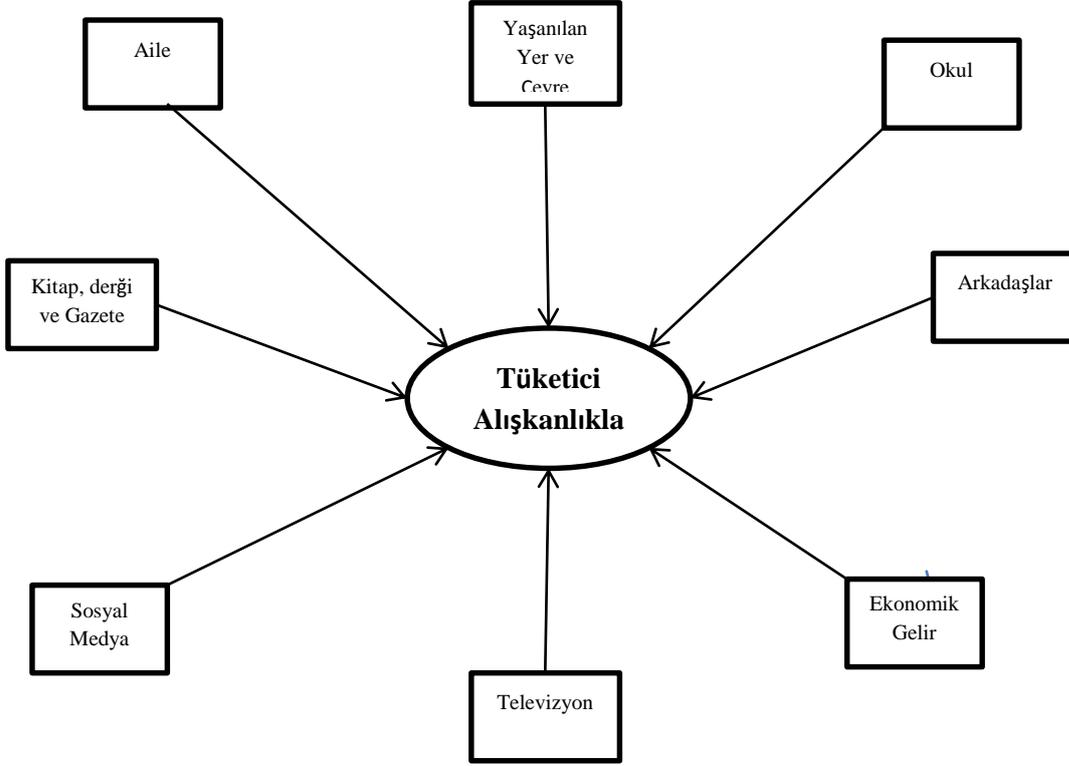 Aile
Yaşanılan
Yer ve
Çevre
Okul
Kitap, derği
ve Gazete
Arkadaşlar
Tüketici
Alışkanlıkla
Sosyal
Medya
Ekonomik
Gelir
Televizyon